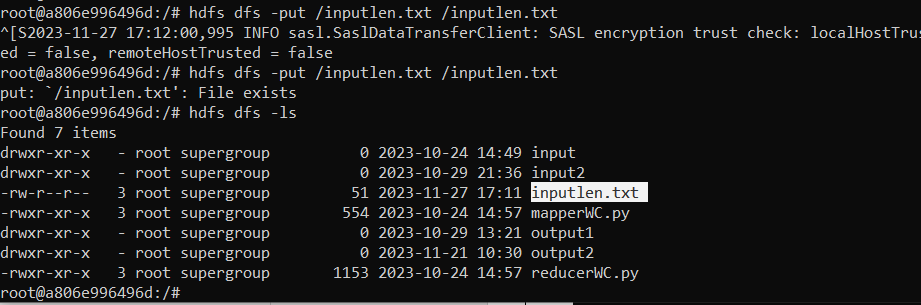 root@a806e996496d:/# hdfs dfs -put /inputlen.txt /inputlen.txt
^[S2023-11-27 17:12:00,995 INFO sasl.SaslDataTransferClient: SASL encryption trust check: localHostTrus
ed = false, remoteHostTrusted = false
root@a806e996496d:/# hdfs dfs -put /inputlen.txt /inputlen.txt
put: `/inputlen.txt': File exists
root@a806e996496d:/# hdfs dfs -ls
Found 7 items
drwxr-xr-x   - root supergroup          0 2023-10-24 14:49 input
drwxr-xr-x   - root supergroup          0 2023-10-29 21:36 input2
-rw-r--r--   3 root supergroup         51 2023-11-27 17:11 inputlen.txt
-rwxr-xr-x   3 root supergroup        554 2023-10-24 14:57 mapperWC.py
drwxr-xr-x   - root supergroup          0 2023-10-29 13:21 output1
drwxr-xr-x   - root supergroup          0 2023-11-21 10:30 output2
-rwxr-xr-x   3 root supergroup       1153 2023-10-24 14:57 reducerWC.py
root@a806e996496d:/#